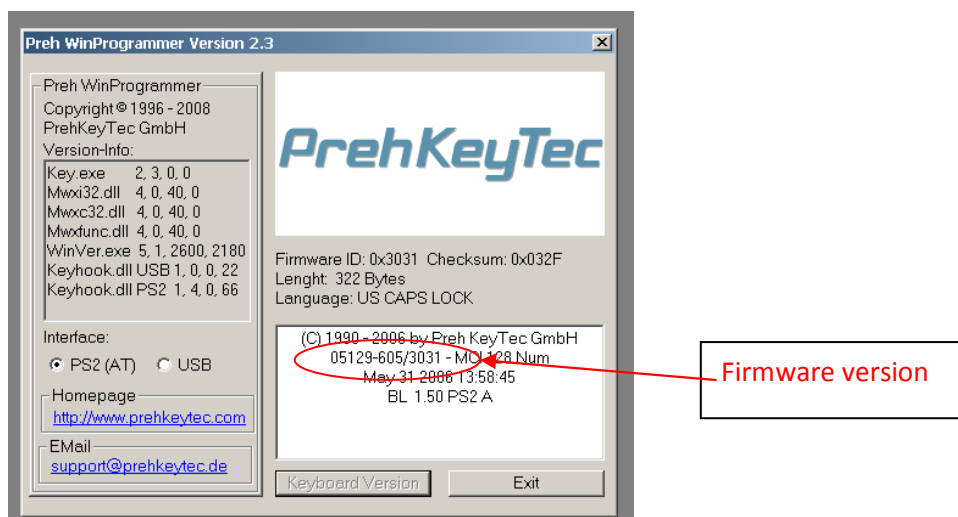 Preh WinProgrammer Version 2.3
Preh WinProgrammer
Copyright © 1996 - 2008
PrehKeyTec GmbH
Version-Info:
Key.exe 2, 3, 0, 0
Mwxi32.dll 4, 0, 40, 0
Mwxc32.dll 4, 0, 40, 0
Mwxfunc.dll 4, 0, 40, 0
WinVer.exe 5, 1, 2600, 2180
Keyhook.dll USB 1, 0, 0, 22
Keyhook.dll PS2 1, 4, 0, 66
Interface:
PS2 (AT) USB
Homepage
http://www.prehkeytec.com
EMail
support@prehkeytec.de
PrehKeyTec
Firmware ID: 0x3031 Checksum: 0x032F
Lenght: 322 Bytes
Language: US CAPS LOCK
(C) 1990 - 2006 by Preh KeyTec GmbH
05129-605/3031 - MCI 128 Num
May 31 2006 13:58:45
BL 1.50 PS2 A
Keyboard Version
Exit
Firmware version